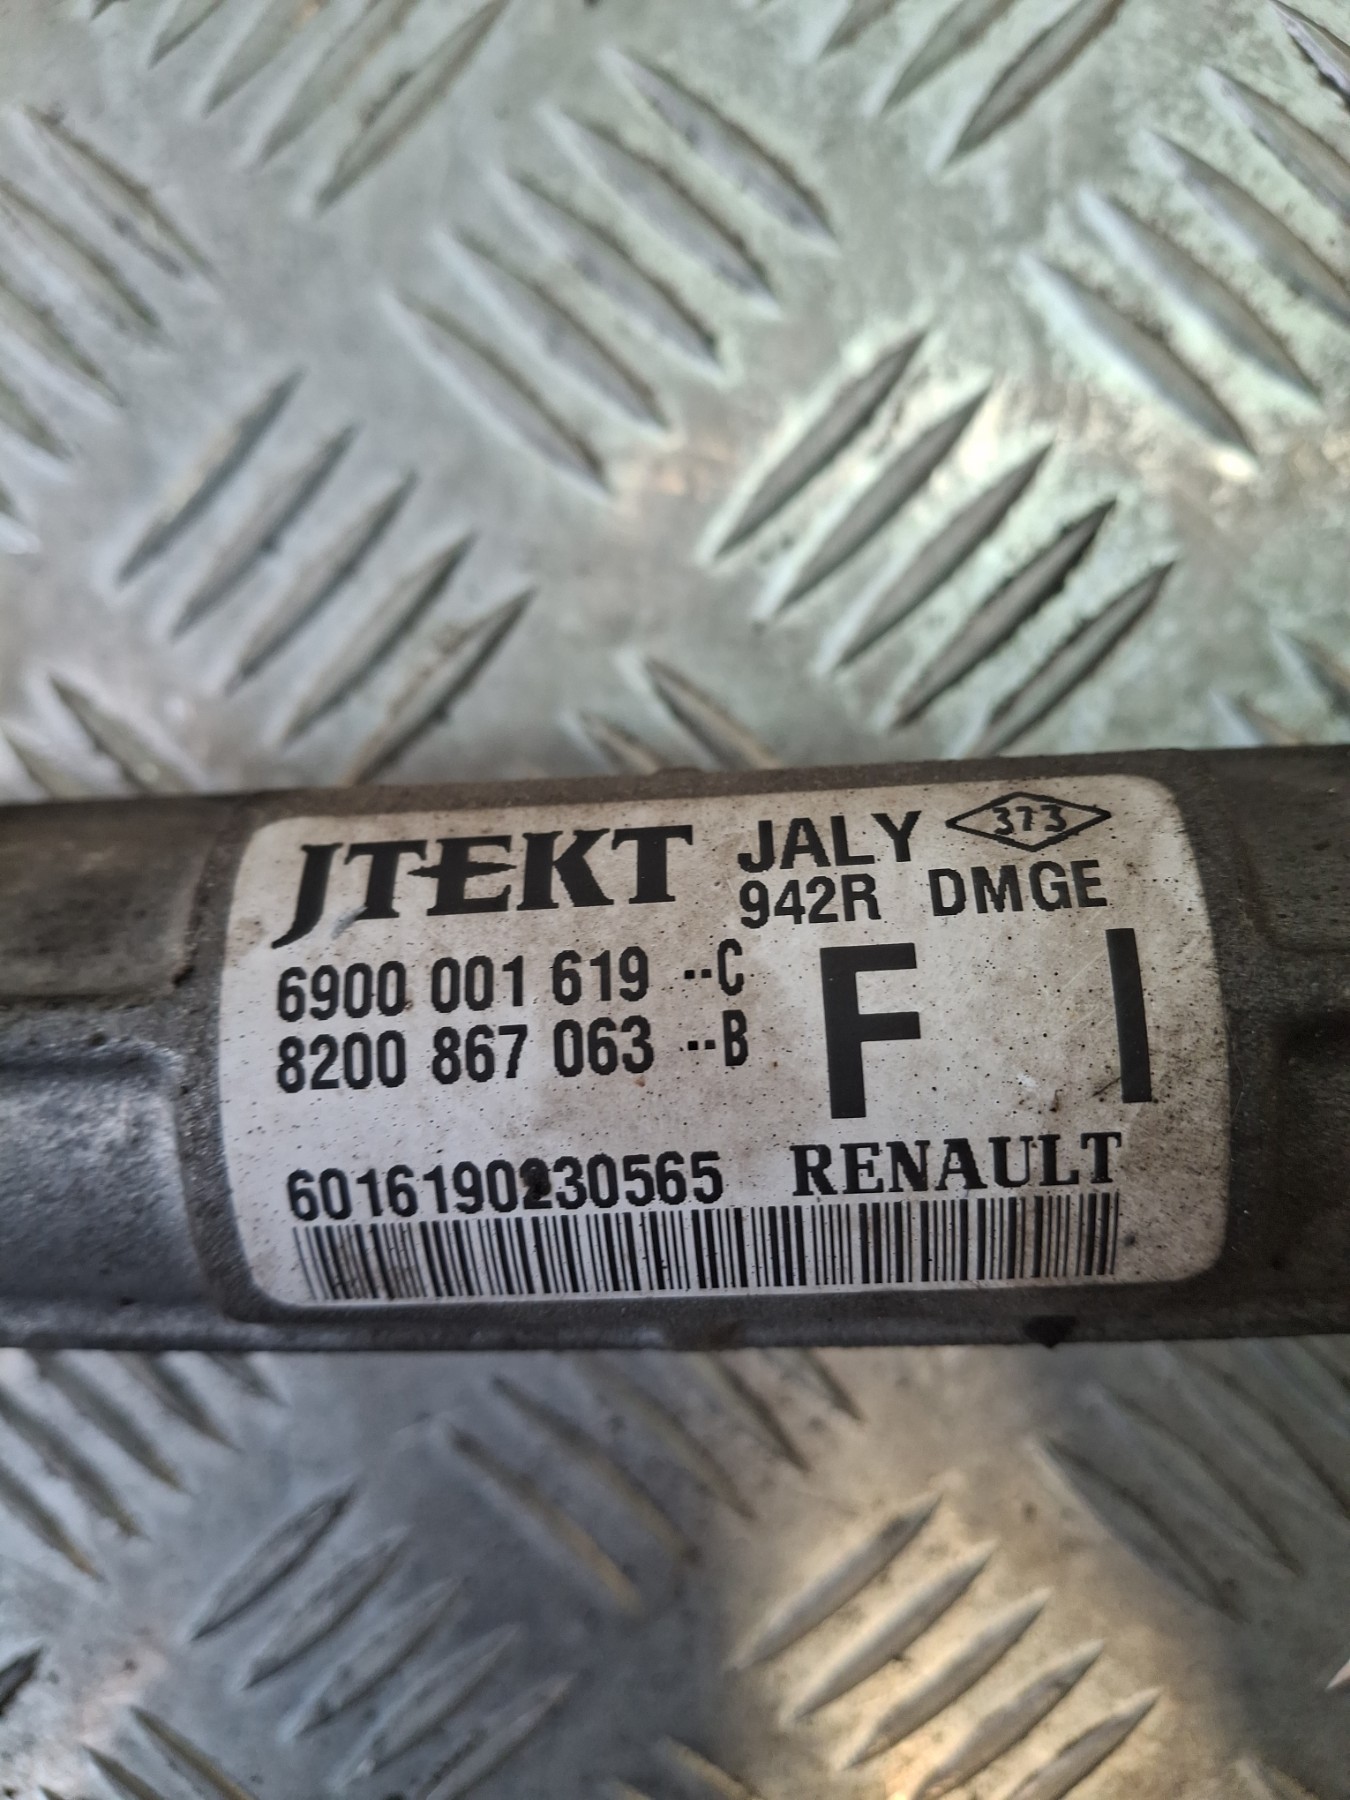 JTEKT JALY 373
942R DMGE
6900 001 619 --C
8200 867 063 --B
F I
6016190230565 RENAULT